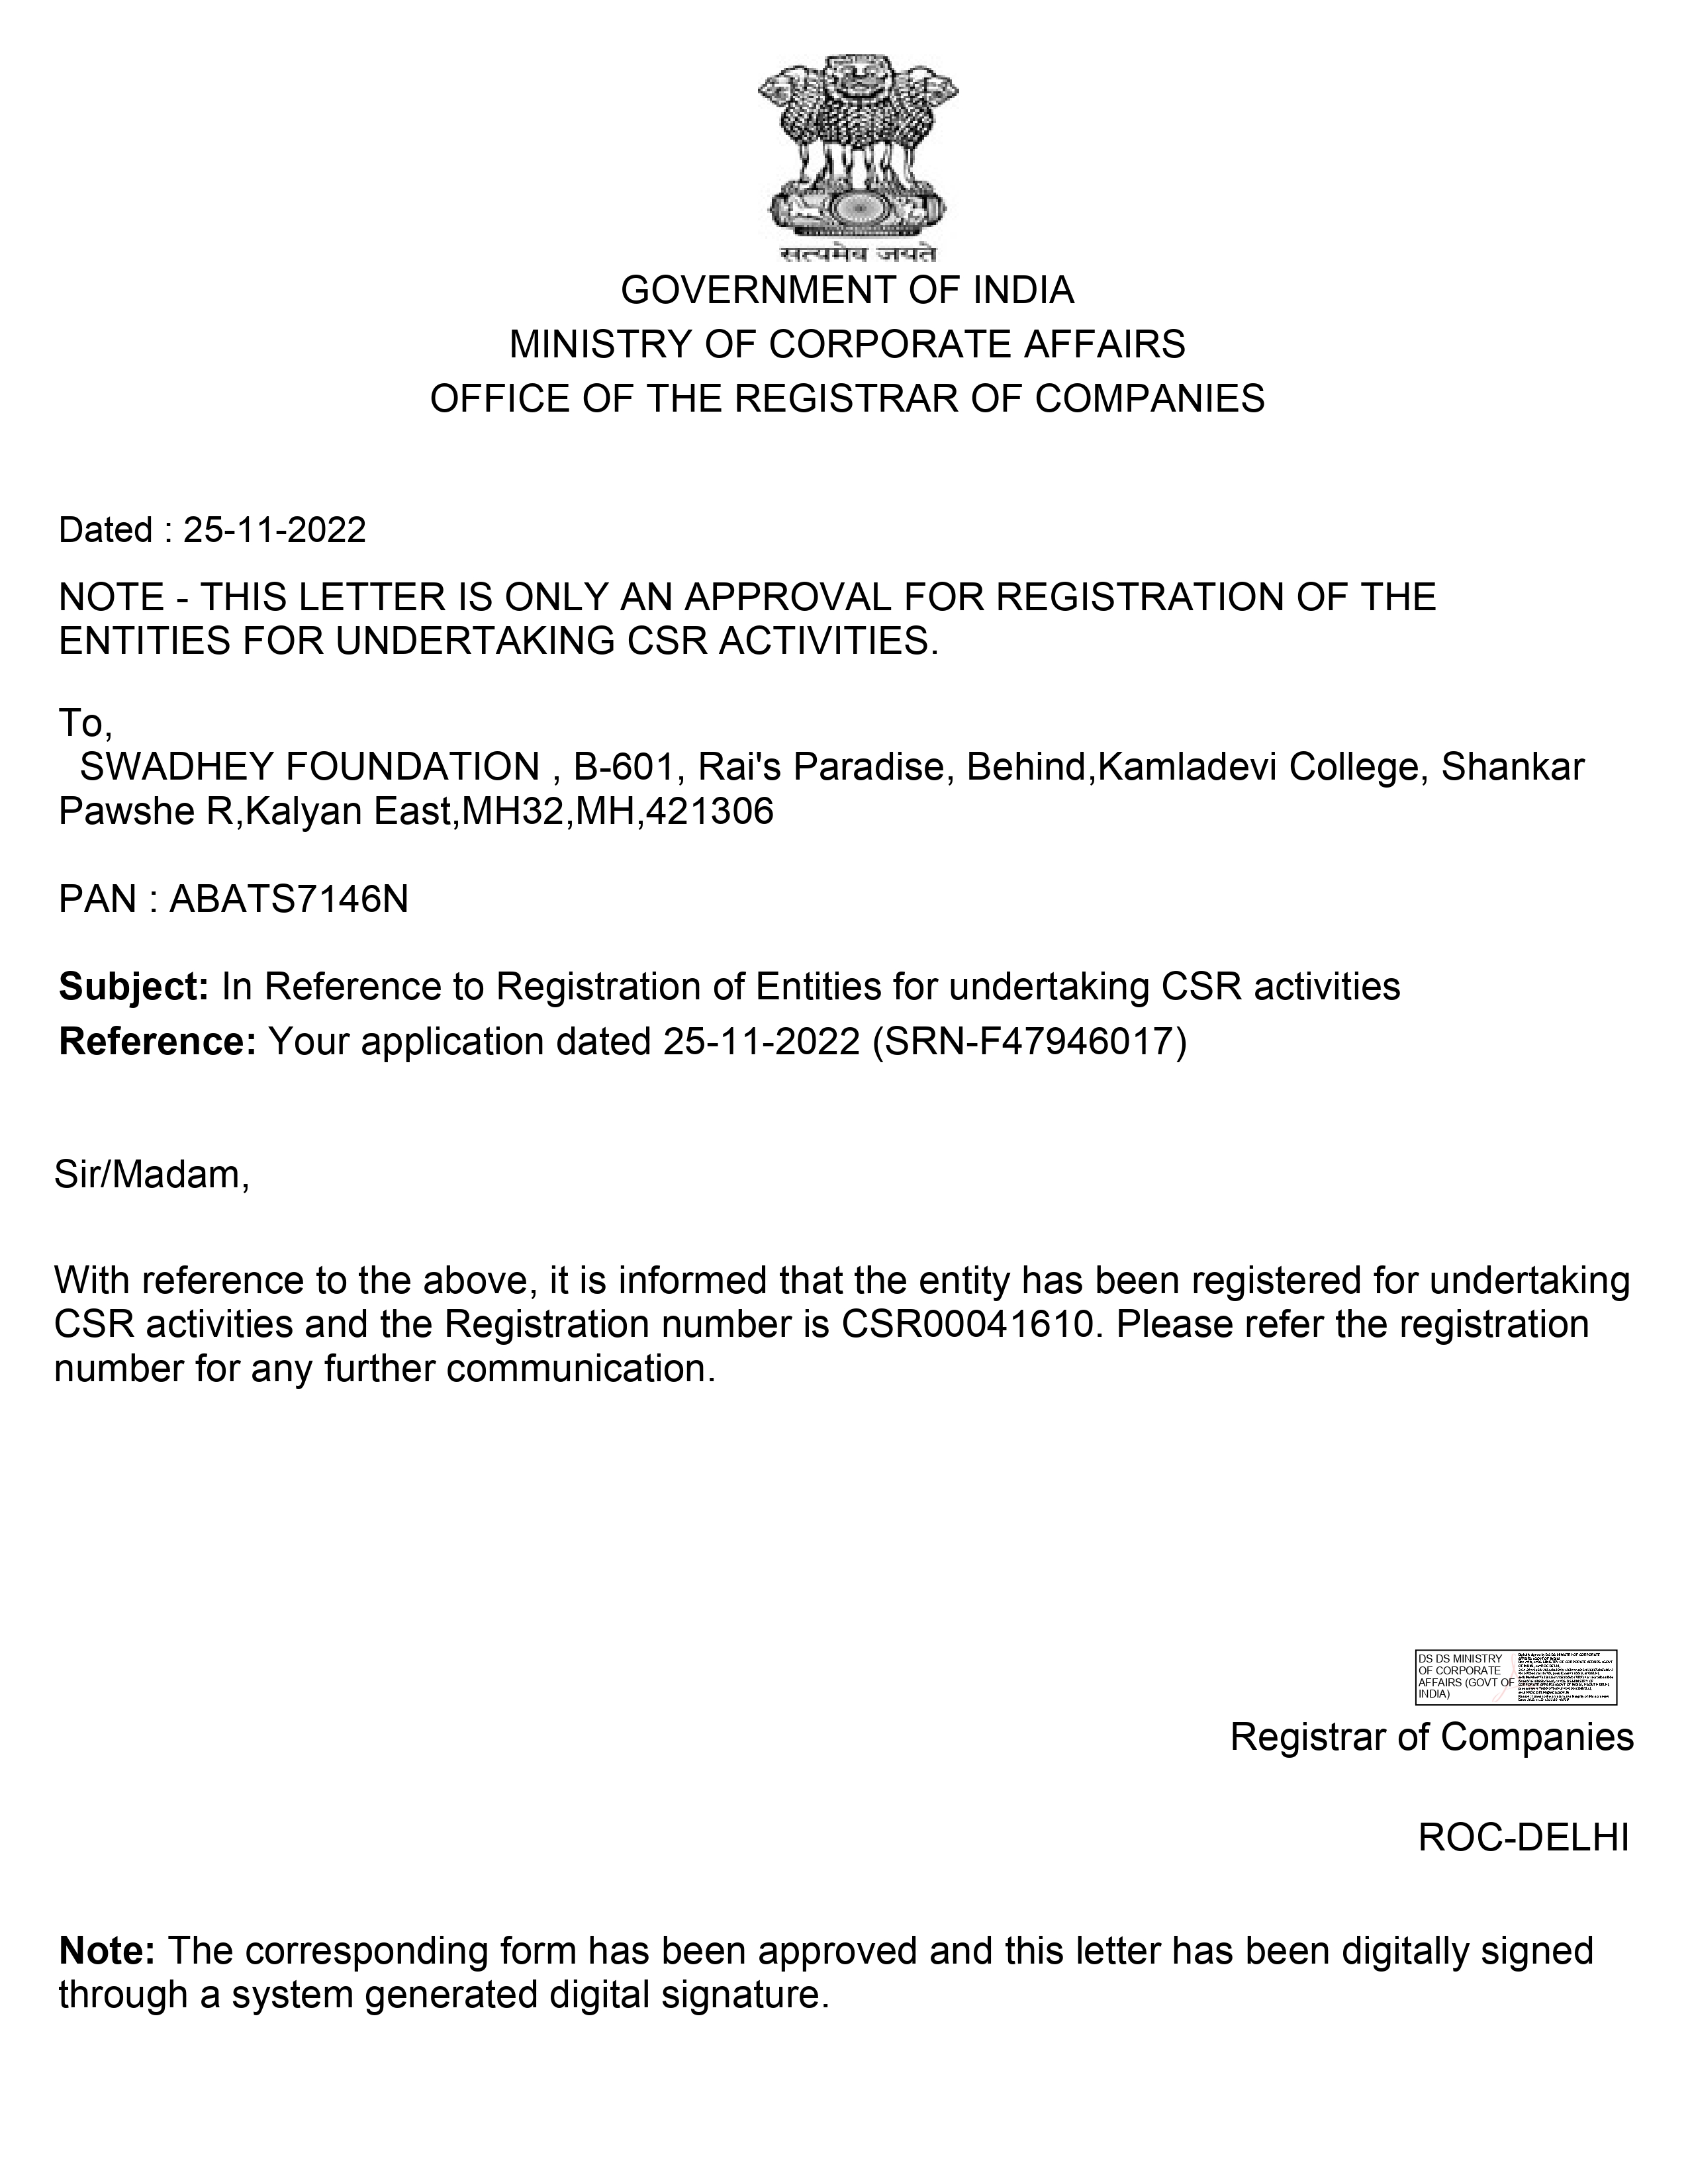 सत्यमेव जयते
GOVERNMENT OF INDIA
MINISTRY OF CORPORATE AFFAIRS
OFFICE OF THE REGISTRAR OF COMPANIES
Dated : 25-11-2022
NOTE - THIS LETTER IS ONLY AN APPROVAL FOR REGISTRATION OF THE
ENTITIES FOR UNDERTAKING CSR ACTIVITIES.
To,
SWADHEY FOUNDATION , B-601, Rai's Paradise, Behind,Kamladevi College, Shankar
Pawshe R,Kalyan East,MH32,MH,421306
PAN : ABATS7146N
Subject: In Reference to Registration of Entities for undertaking CSR activities
Reference: Your application dated 25-11-2022 (SRN-F47946017)
Sir/Madam,
With reference to the above, it is informed that the entity has been registered for undertaking
CSR activities and the Registration number is CSR00041610. Please refer the registration
number for any further communication.
DS DS MINISTRY
OF CORPORATE
AFFAIRS (GOVT OF
INDIA)
Registrar of Companies
ROC-DELHI
Note: The corresponding form has been approved and this letter has been digitally signed
through a system generated digital signature.